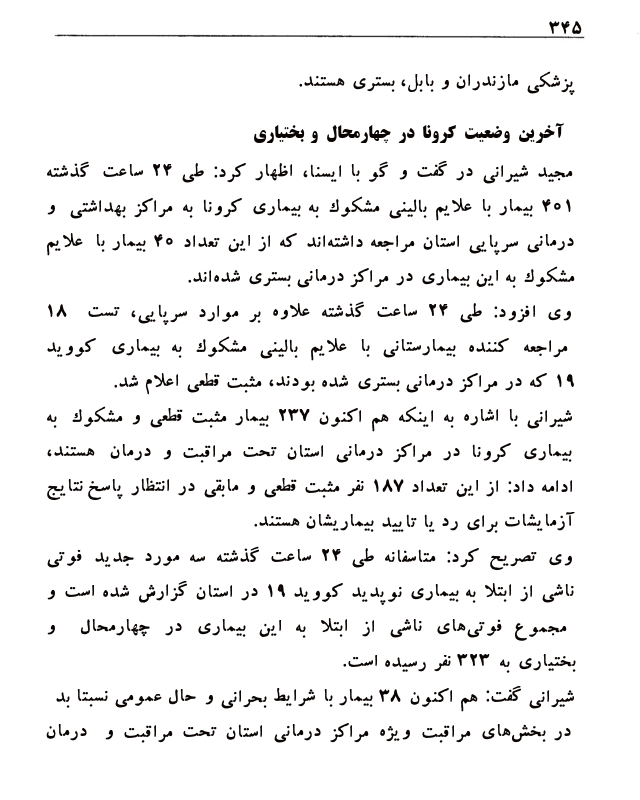 ۳۴۵
پزشکی مازندران و بابل، بستری هستند.
آخرین وضعیت کرونا در چهارمحال و بختیاری
مجید شیرانی در گفت و گو با ایسنا، اظهار کرد: طی ۲۴ ساعت گذشته
۴۰۱ بیمار با علایم بالینی مشکوك به بیماری کرونا به مراکز بهداشتی و
درمانی سرپایی استان مراجعه داشته‌اند که از این تعداد ۴۰ بیمار با علایم
مشکوك به این بیماری در مراکز درمانی بستری شده‌اند.
وی افزود: طی ۲۴ ساعت گذشته علاوه بر موارد سرپایی، تست ۱۸
مراجعه کننده بیمارستانی با علایم بالینی مشکوك به بیماری کووید
۱۹ که در مراکز درمانی بستری شده بودند، مثبت قطعی اعلام شد.
شیرانی با اشاره به اینکه هم اکنون ۲۳۷ بیمار مثبت قطعی و مشکوك به
بیماری کرونا در مراکز درمانی استان تحت مراقبت و درمان هستند،
ادامه داد: از این تعداد ۱۸۷ نفر مثبت قطعی و مابقی در انتظار پاسخ نتایج
آزمایشات برای رد یا تایید بیماریشان هستند.
وی تصریح کرد: متاسفانه طی ۲۴ ساعت گذشته سه مورد جدید فوتی
ناشی از ابتلا به بیماری نوپدید کووید ۱۹ در استان گزارش شده است و
مجموع فوتی‌های ناشی از ابتلا به این بیماری در چهارمحال و
بختیاری به ۳۲۳ نفر رسیده است.
شیرانی گفت: هم اکنون ۳۸ بیمار با شرایط بحرانی و حال عمومی نسبتا بد
در بخش‌های مراقبت ویژه مراکز درمانی استان تحت مراقبت و درمان